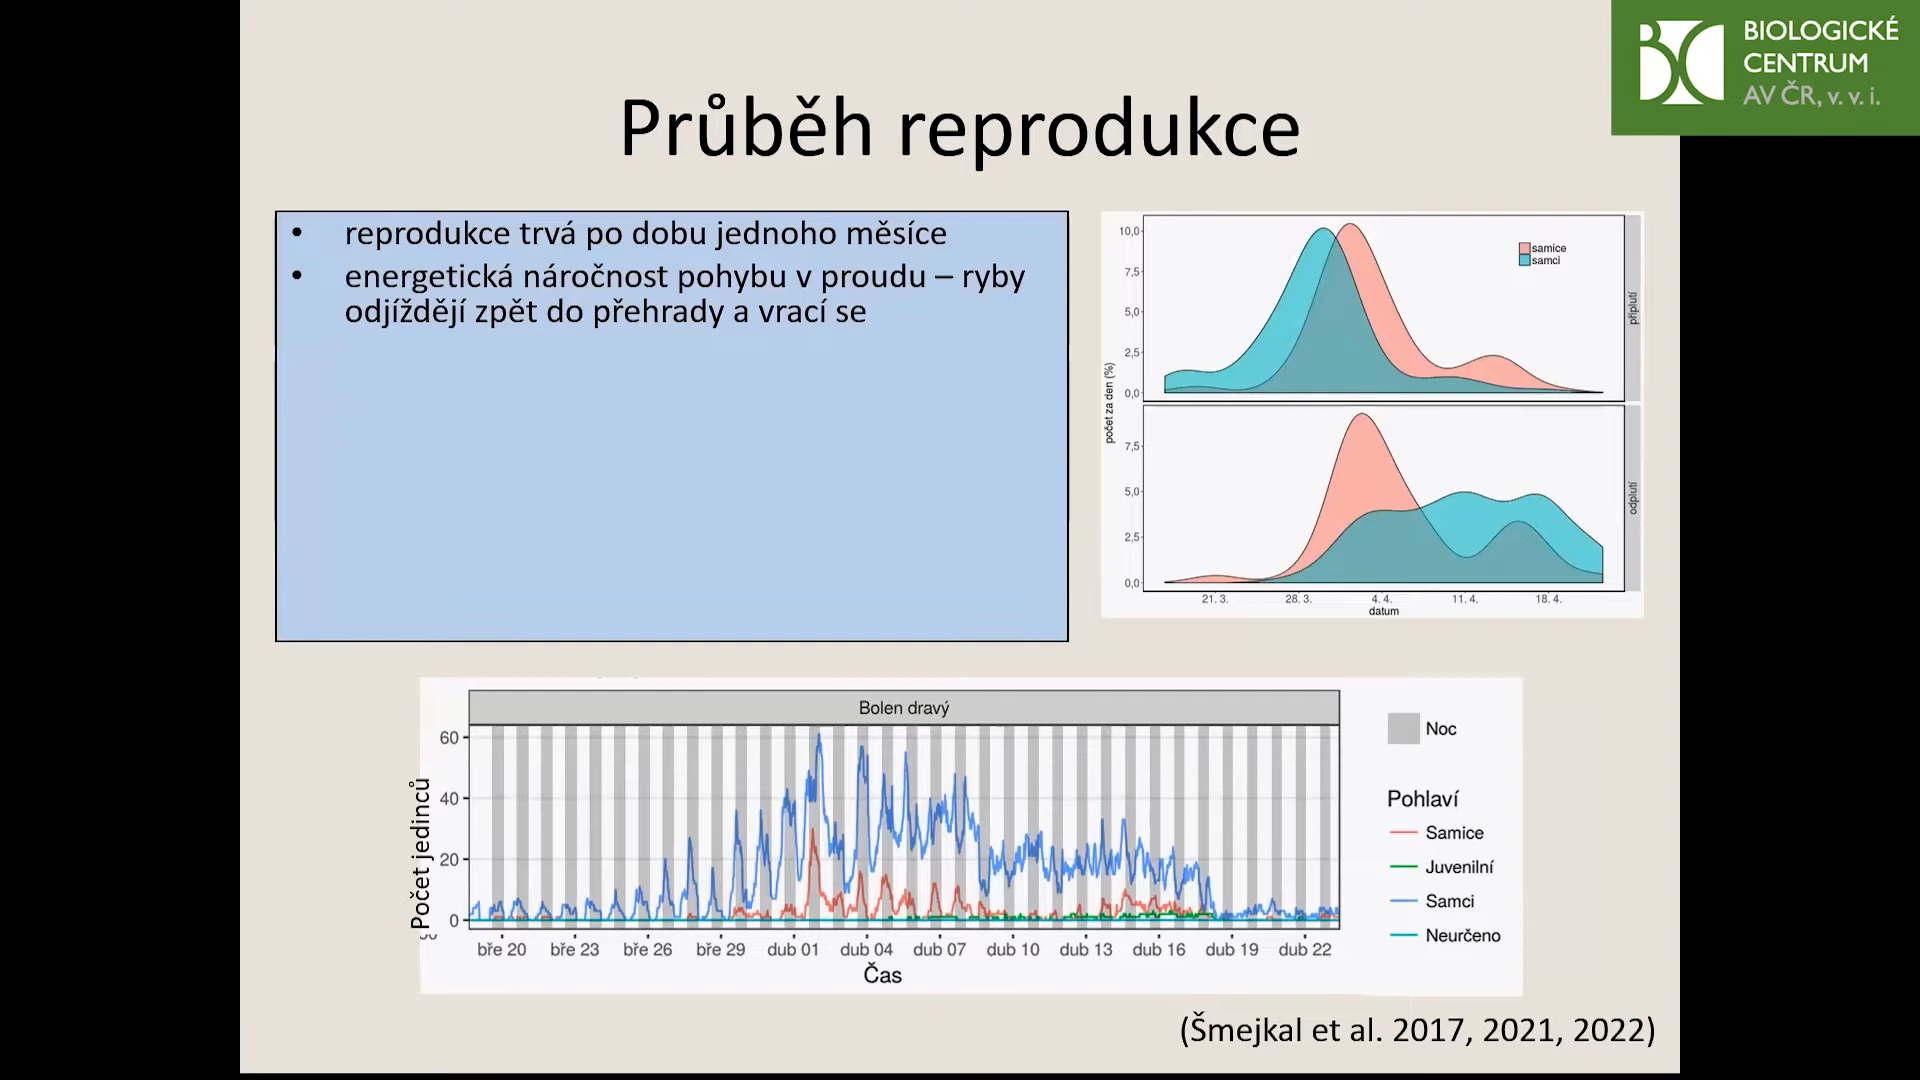 BIOLOGICKÉ
CENTRUM
AV ČR, v. v. i.
Průběh reprodukce
• reprodukce trvá po dobu jednoho měsíce
• energetická náročnost pohybu v proudu – ryby
odjíždějí zpět do přehrady a vrací se
10,0
7,5
5,0
2,5
0,0
samice
samci
připlutí
počet za den (%)
7,5
5,0
2,5
0,0
odplutí
21. 3. 28. 3. 4. 4. 11. 4. 18. 4.
datum
Bolen dravý
Počet jedinců
60
40
20
0
bře 20 bře 23 bře 26 bře 29 dub 01 dub 04 dub 07 dub 10 dub 13 dub 16 dub 19 dub 22
Čas
Noc
Pohlaví
Samice
Juvenilní
Samci
Neurčeno
(Šmejkal et al. 2017, 2021, 2022)